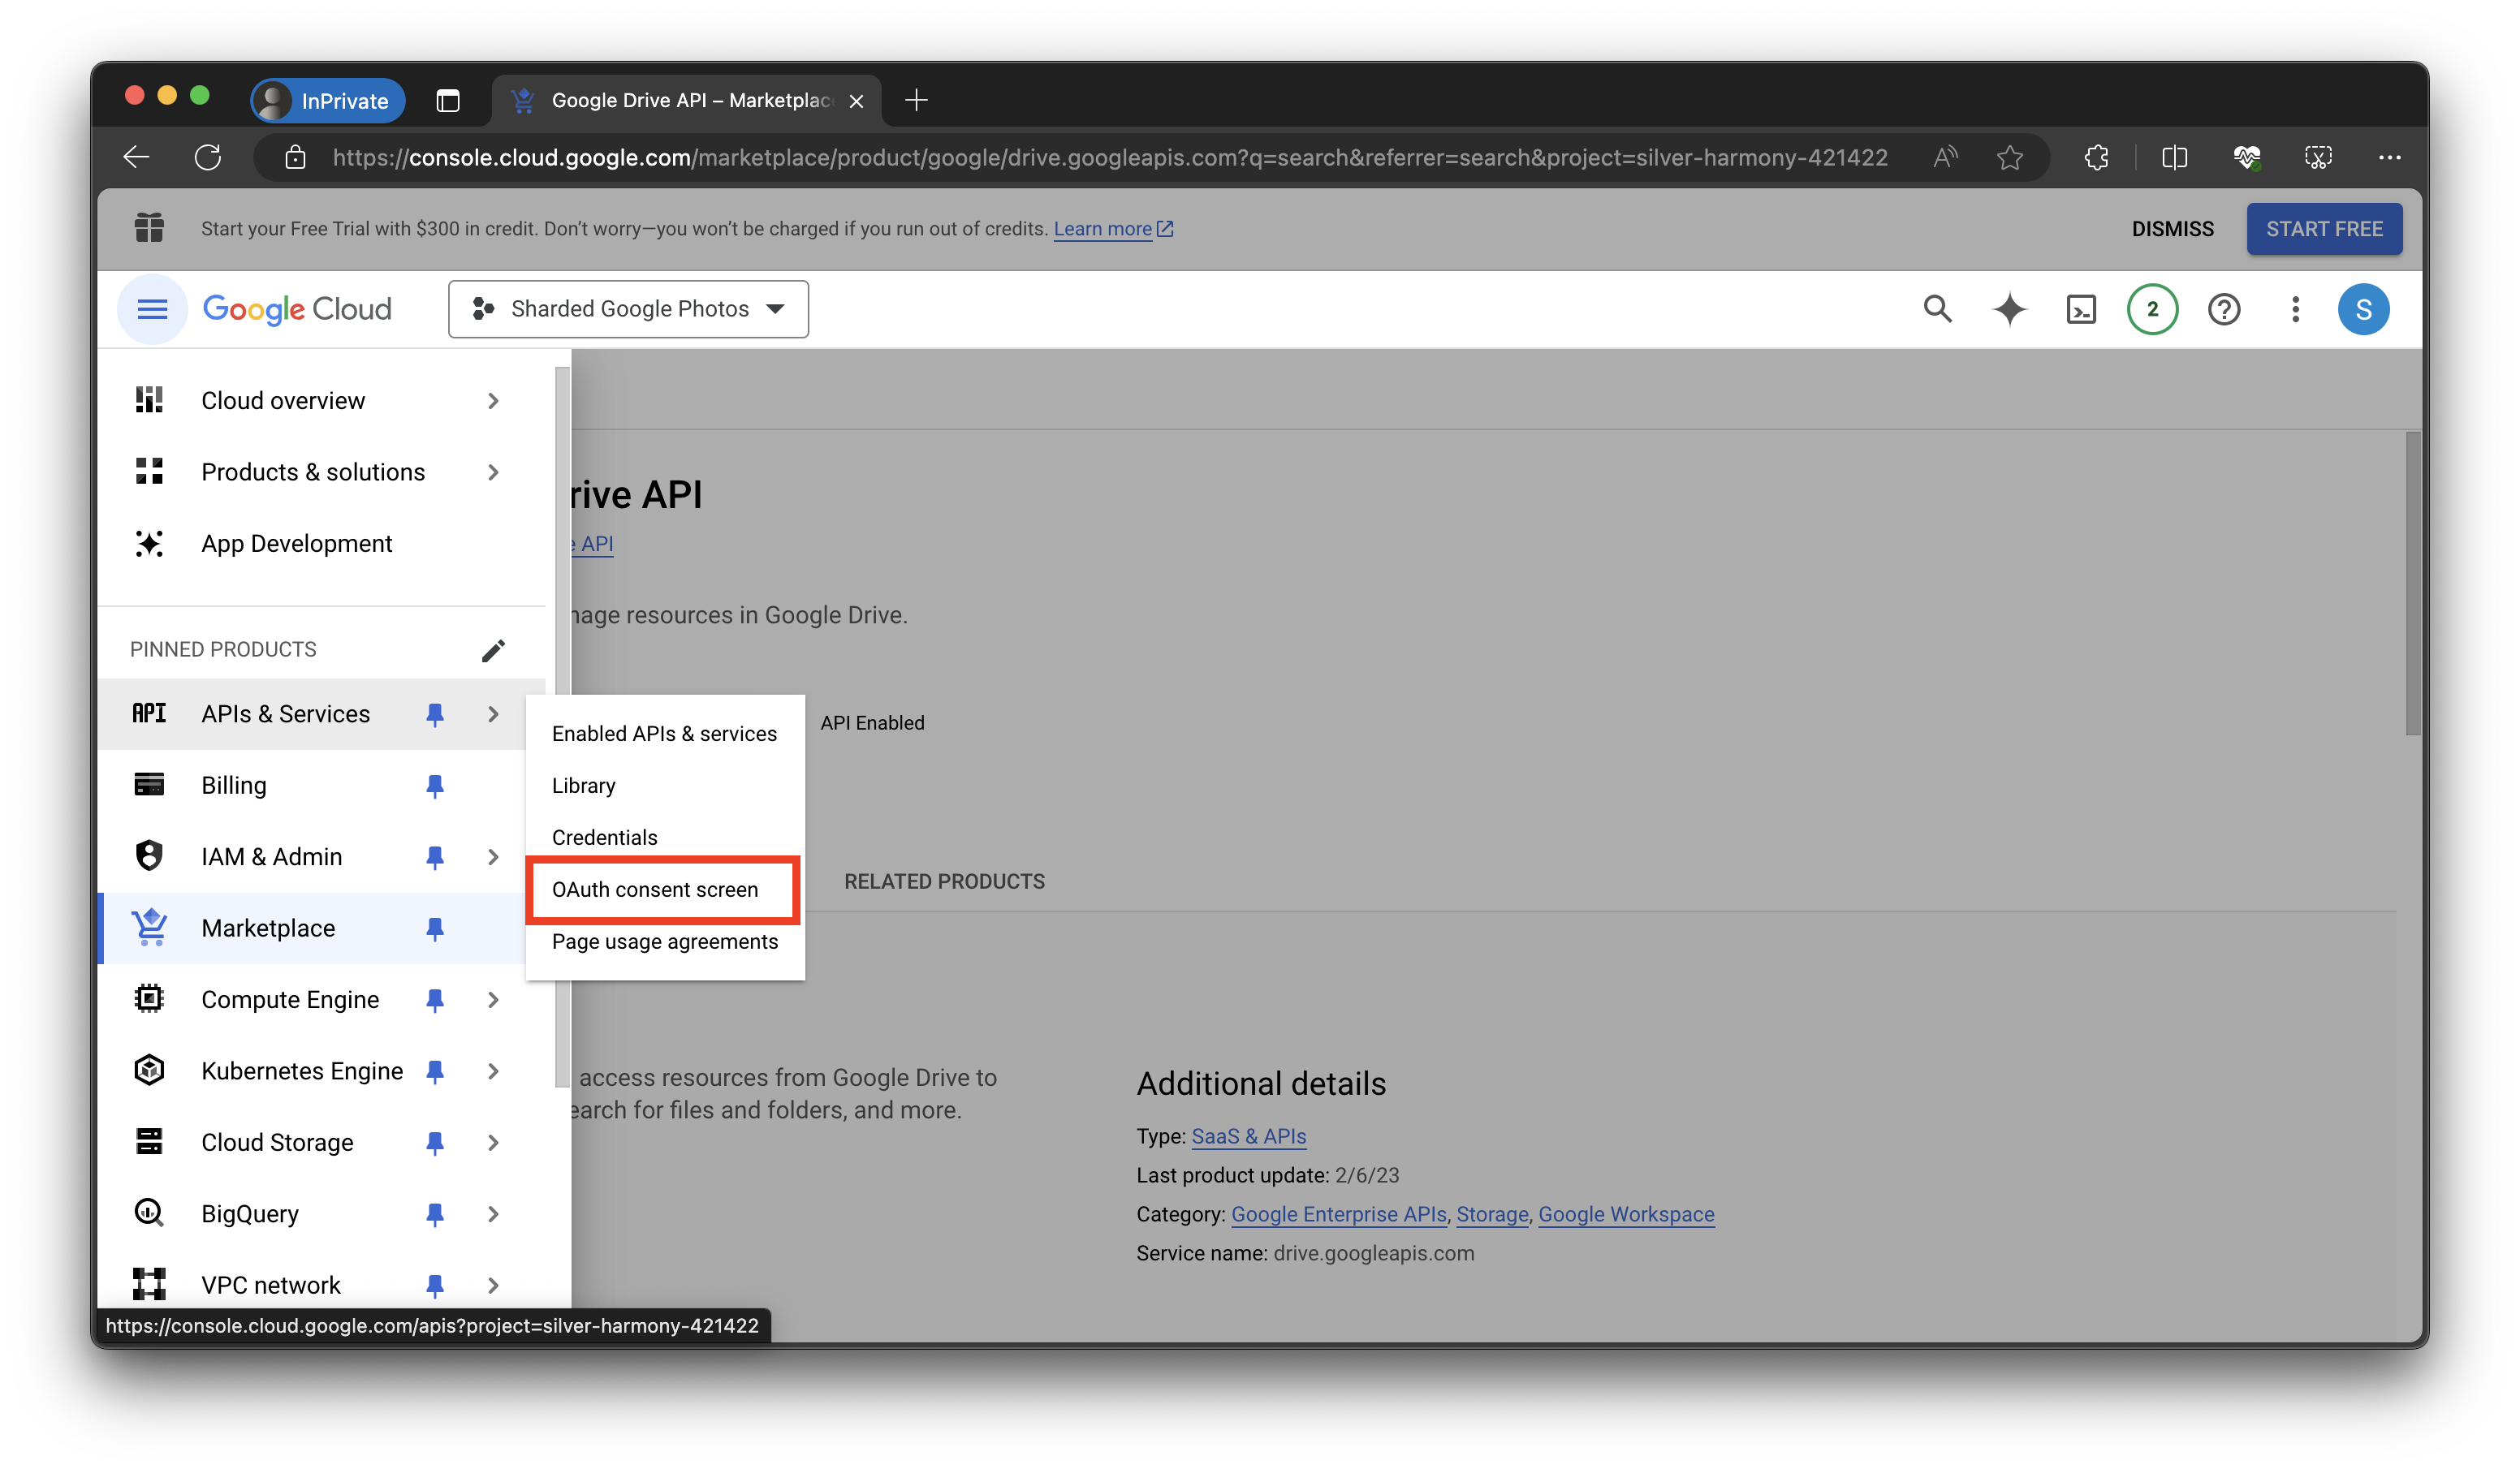 InPrivate
Google Drive API – Marketplac
https://console.cloud.google.com/marketplace/product/google/drive.googleapis.com?q=search&referrer=search&project=silver-harmony-421422
Start your Free Trial with $300 in credit. Don’t worry—you won’t be charged if you run out of credits. Learn more
DISMISS
START FREE
Google Cloud
Sharded Google Photos
2
S
Cloud overview
Products & solutions
App Development
PINNED PRODUCTS
API APIs & Services
Billing
IAM & Admin
Marketplace
Compute Engine
Kubernetes Engine
Cloud Storage
BigQuery
VPC network
Enabled APIs & services
Library
Credentials
OAuth consent screen
Page usage agreements
rive API
e API
nage resources in Google Drive.
API Enabled
RELATED PRODUCTS
access resources from Google Drive to
earch for files and folders, and more.
Additional details
Type: SaaS & APIs
Last product update: 2/6/23
Category: Google Enterprise APIs, Storage, Google Workspace
Service name: drive.googleapis.com
https://console.cloud.google.com/apis?project=silver-harmony-421422